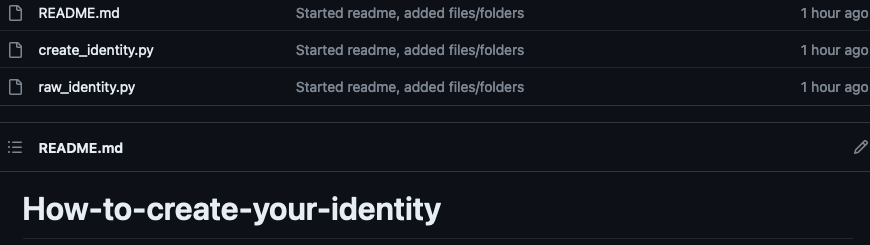 README.md Started readme, added files/folders 1 hour ago
create_identity.py Started readme, added files/folders 1 hour ago
raw_identity.py Started readme, added files/folders 1 hour ago
README.md
How-to-create-your-identity